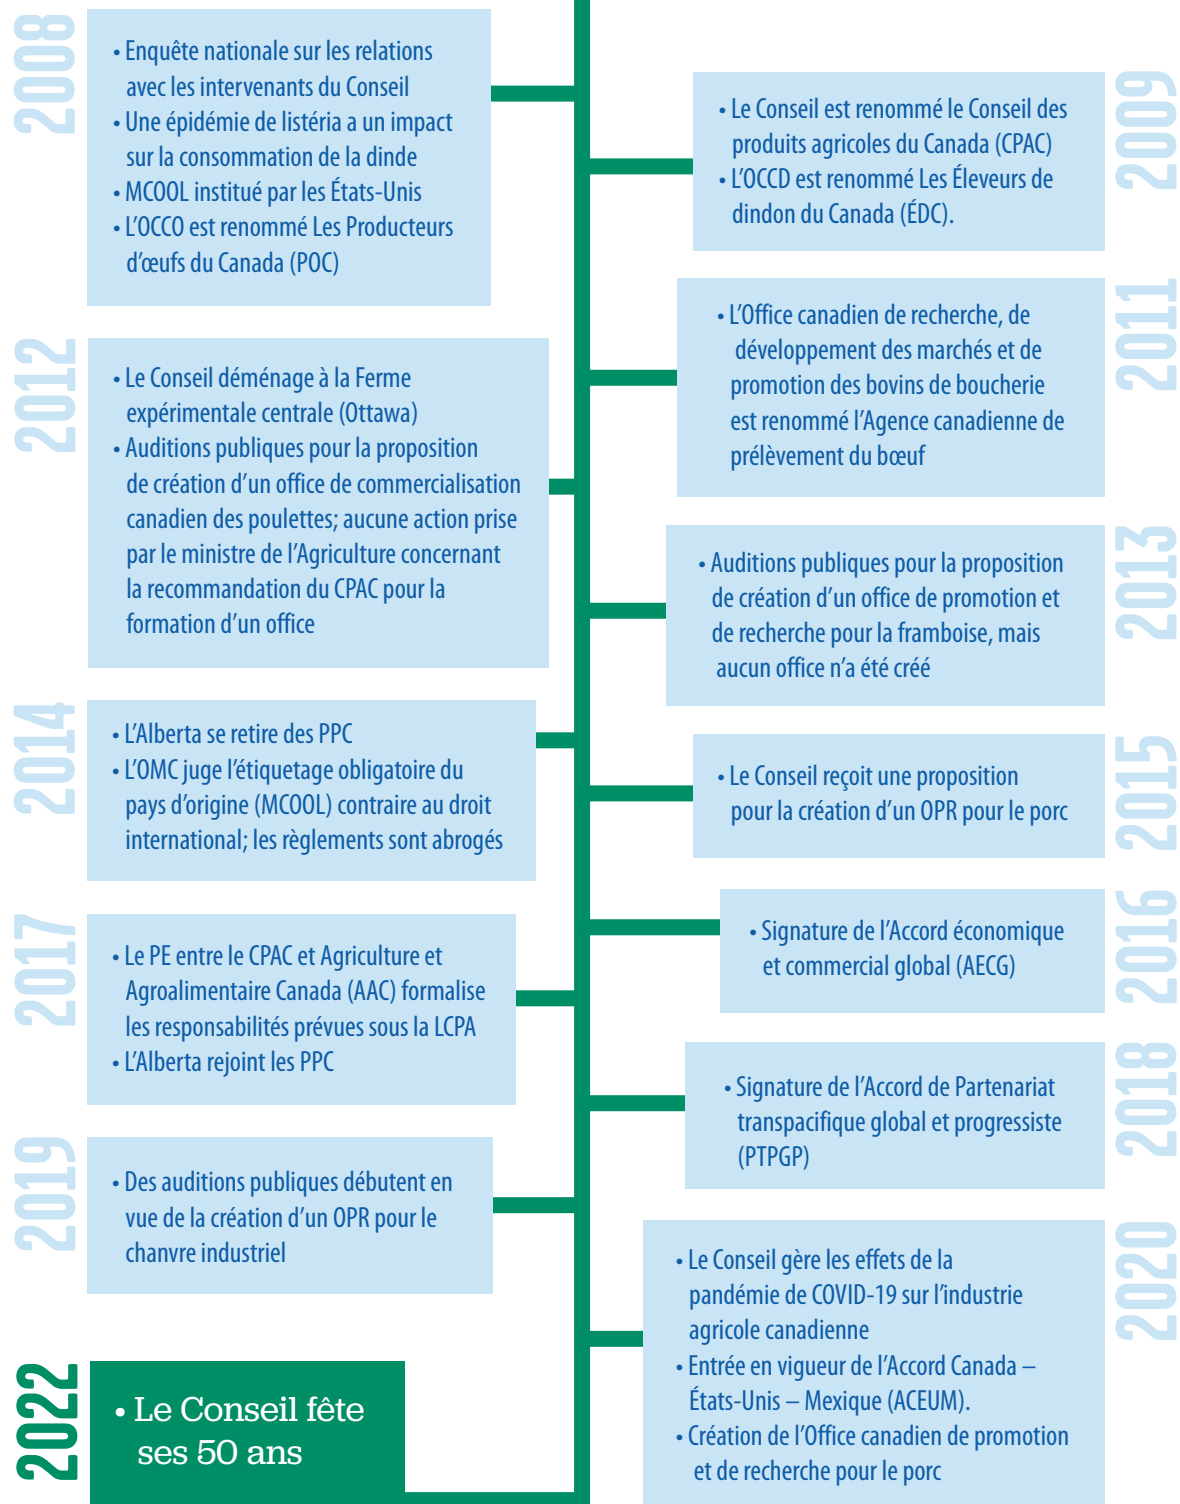 2008
• Enquête nationale sur les relations
avec les intervenants du Conseil
• Une épidémie de listéria a un impact
sur la consommation de la dinde
• MCOOL institué par les États-Unis
• L’OCCO est renommé Les Producteurs
d’œufs du Canada (POC)
2009
• Le Conseil est renommé le Conseil des
produits agricoles du Canada (CPAC)
• L’OCCD est renommé Les Éleveurs de
dindon du Canada (ÉDC).
2011
• L’Office canadien de recherche, de
développement des marchés et de
promotion des bovins de boucherie
est renommé l’Agence canadienne de
prélèvement du bœuf
2012
• Le Conseil déménage à la Ferme
expérimentale centrale (Ottawa)
• Auditions publiques pour la proposition
de création d’un office de commercialisation
canadien des poulettes; aucune action prise
par le ministre de l’Agriculture concernant
la recommandation du CPAC pour la
formation d’un office
2013
• Auditions publiques pour la proposition
de création d’un office de promotion et
de recherche pour la framboise, mais
aucun office n’a été créé
2014
• L’Alberta se retire des PPC
• L’OMC juge l’étiquetage obligatoire du
pays d’origine (MCOOL) contraire au droit
international; les règlements sont abrogés
2015
• Le Conseil reçoit une proposition
pour la création d’un OPR pour le porc
2016
• Signature de l’Accord économique
et commercial global (AECG)
2017
• Le PE entre le CPAC et Agriculture et
Agroalimentaire Canada (AAC) formalise
les responsabilités prévues sous la LCPA
• L’Alberta rejoint les PPC
2018
• Signature de l’Accord de Partenariat
transpacifique global et progressiste
(PTPGP)
2019
• Des auditions publiques débutent en
vue de la création d’un OPR pour le
chanvre industriel
2020
• Le Conseil gère les effets de la
pandémie de COVID-19 sur l’industrie
agricole canadienne
• Entrée en vigueur de l’Accord Canada –
États-Unis – Mexique (ACEUM).
• Création de l’Office canadien de promotion
et de recherche pour le porc
2022
• Le Conseil fête
ses 50 ans